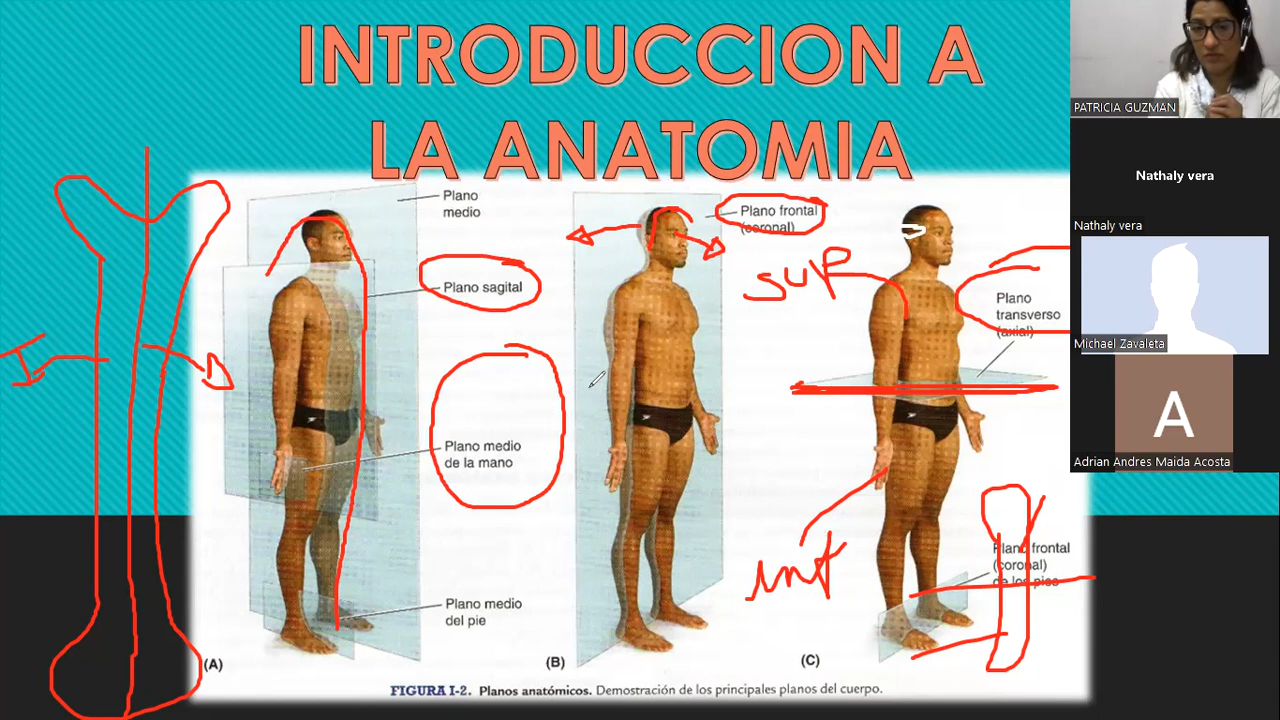 INTRODUCCION A
LA ANATOMIA
Plano
medio
Plano sagital
Plano medio
de la mano
Plano medio
del pie
(A)
Plano frontal
(coronal)
(B)
SUP
Plano
transverso
(axial)
inf
Plano frontal
(coronal)
de los pies
(C)
FIGURA I-2. Planos anatómicos. Demostración de los principales planos del cuerpo.
I
PATRICIA GUZMAN
Nathaly vera
Nathaly vera
Michael Zavaleta
A
Adrian Andres Maida Acosta